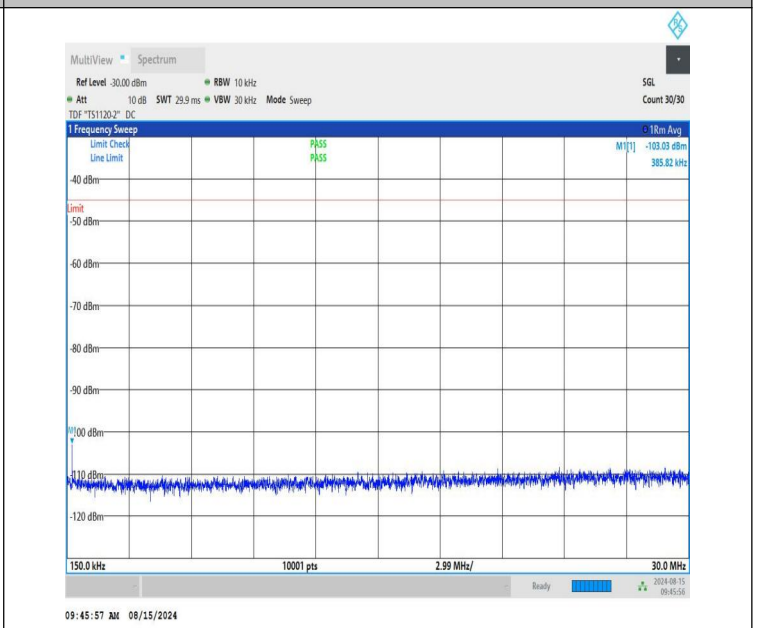 R S
MultiView Spectrum
Ref Level -30.00 dBm RBW 10 kHz SGL
Att 10 dB SWT 29.9 ms VBW 30 kHz Mode Sweep Count 30/30
TDF "TS1120-2" DC
1 Frequency Sweep 1Rm Avg
Limit Check PASS M1[1] -103.03 dBm
Line Limit PASS 385.82 kHz
-40 dBm
Limit
-50 dBm
-60 dBm
-70 dBm
-80 dBm
-90 dBm
M1
-100 dBm
-110 dBm
-120 dBm
150.0 kHz 10001 pts 2.99 MHz/ 30.0 MHz
Ready 2024-08-15
09:45:56
09:45:57 AM 08/15/2024